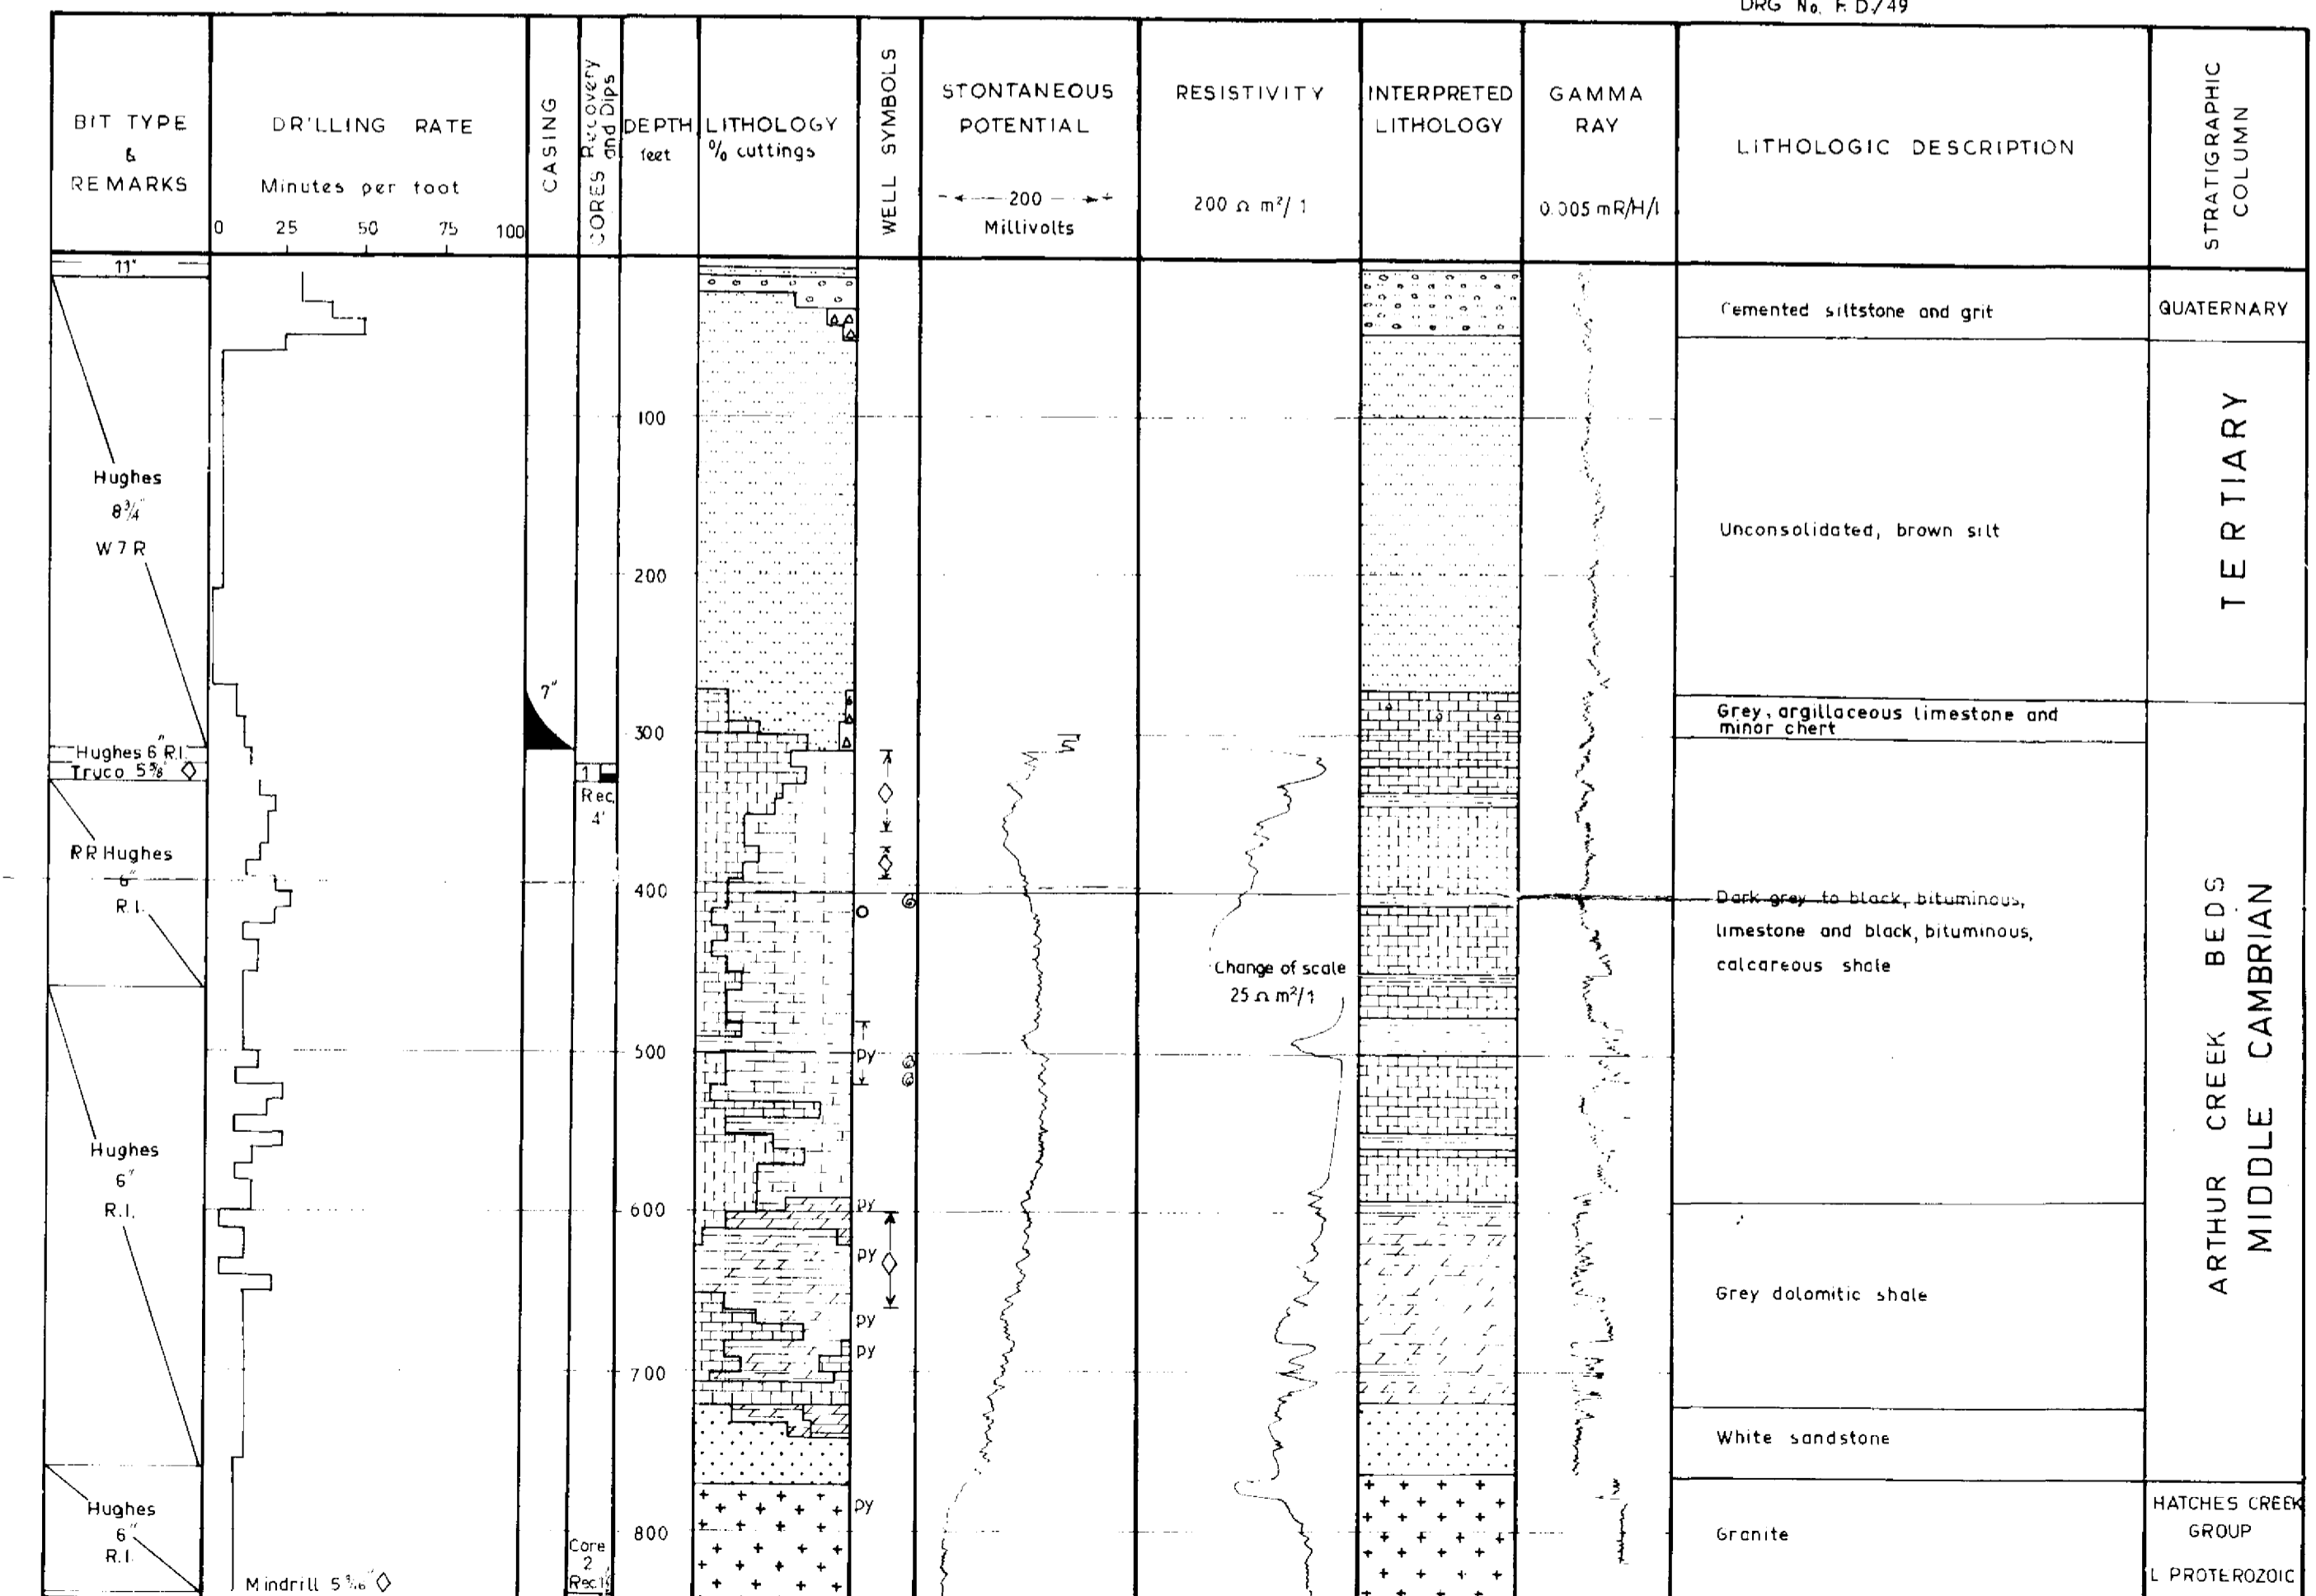 DRG No. F. D./49
BIT TYPE
&
REMARKS
DR'LLING RATE
Minutes per foot
0 25 50 75 100
CASING
CORES Recovery
and Dips
DEPTH
feet
LITHOLOGY
% cuttings
WELL SYMBOLS
STONTANEOUS
POTENTIAL
200
Millivolts
RESISTIVITY
200 Ω m²/1
INTERPRETED
LITHOLOGY
GAMMA
RAY
0.005 mR/H/I
LITHOLOGIC DESCRIPTION
STRATIGRAPHIC
COLUMN
11"
Hughes
8¾"
W7R
Hughes 6" R.I.
Truco 5⅝"
RR Hughes
6"
R.I.
Hughes
6"
R.I.
Hughes
6"
R.I.
Mindrill 5 9/16"
7"
1
Rec.
4'
Core
2
Rec.
100
200
300
400
500
600
700
800
py
py
py
py
py
py
Change of scale
25 Ω m²/1
Cemented siltstone and grit
Unconsolidated, brown silt
Grey, argillaceous limestone and
minor chert
Dark grey to black, bituminous,
limestone and black, bituminous,
calcareous shale
Grey dolomitic shale
White sandstone
Granite
QUATERNARY
TERTIARY
ARTHUR CREEK BEDS
MIDDLE CAMBRIAN
HATCHES CREEK
GROUP
L PROTEROZOIC